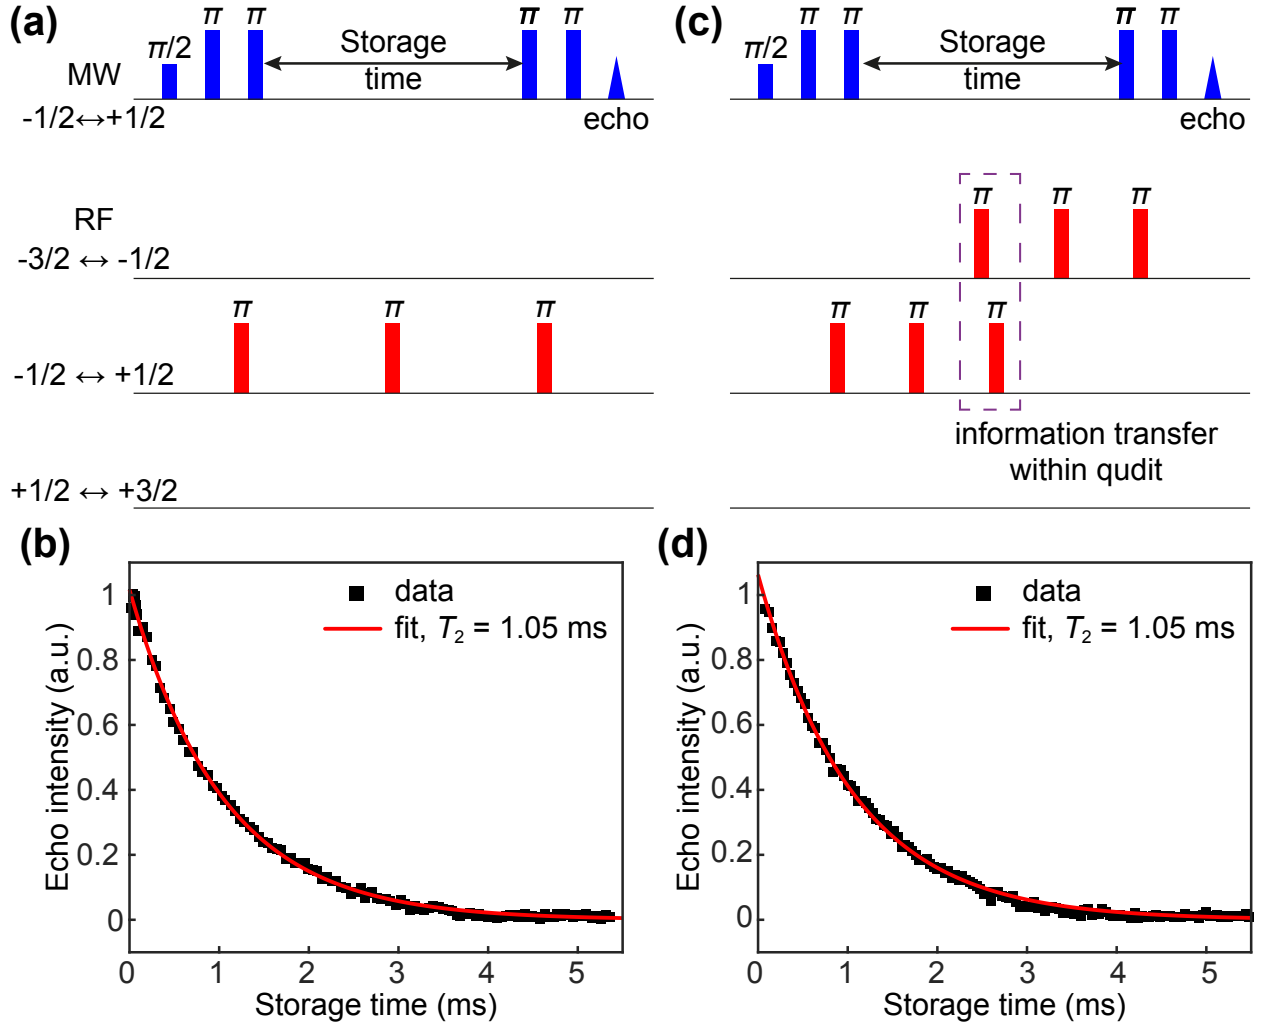 (a)
π/2 π π π π
Storage
time
MW
-1/2↔+1/2
echo
RF
-3/2 ↔ -1/2
π π π
-1/2 ↔ +1/2
+1/2 ↔ +3/2
(c)
π/2 π π π π
Storage
time
echo
π π π
π π π
information transfer
within qudit
(b)
1
0.8
0.6
0.4
0.2
0
Echo intensity (a.u.)
data
fit, T₂ = 1.05 ms
0 1 2 3 4 5
Storage time (ms)
(d)
1
0.8
0.6
0.4
0.2
0
Echo intensity (a.u.)
data
fit, T₂ = 1.05 ms
0 1 2 3 4 5
Storage time (ms)